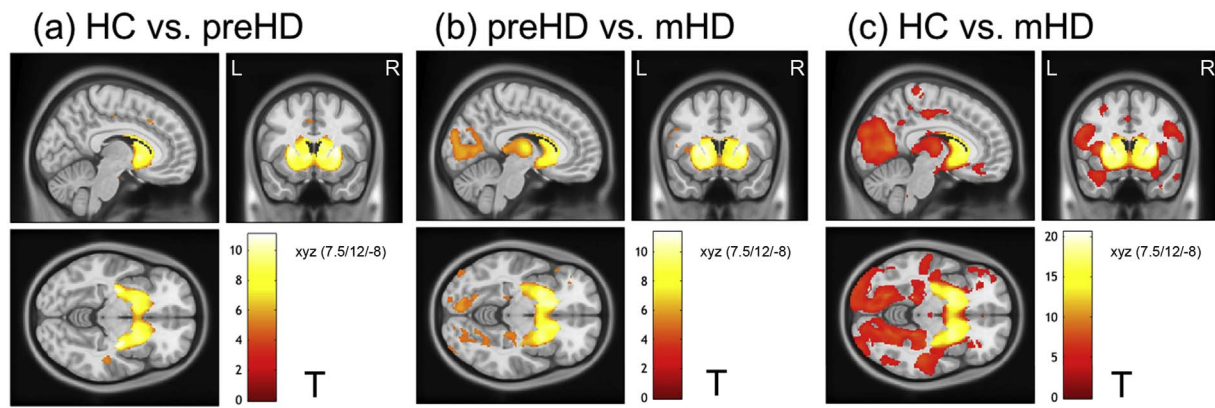 (a) HC vs. preHD
(b) preHD vs. mHD
(c) HC vs. mHD
L R
L R
L R
xyz (7.5/12/-8)
10
8
6
4
2
0
T
xyz (7.5/12/-8)
10
8
6
4
2
0
T
xyz (7.5/12/-8)
20
15
10
5
0
T